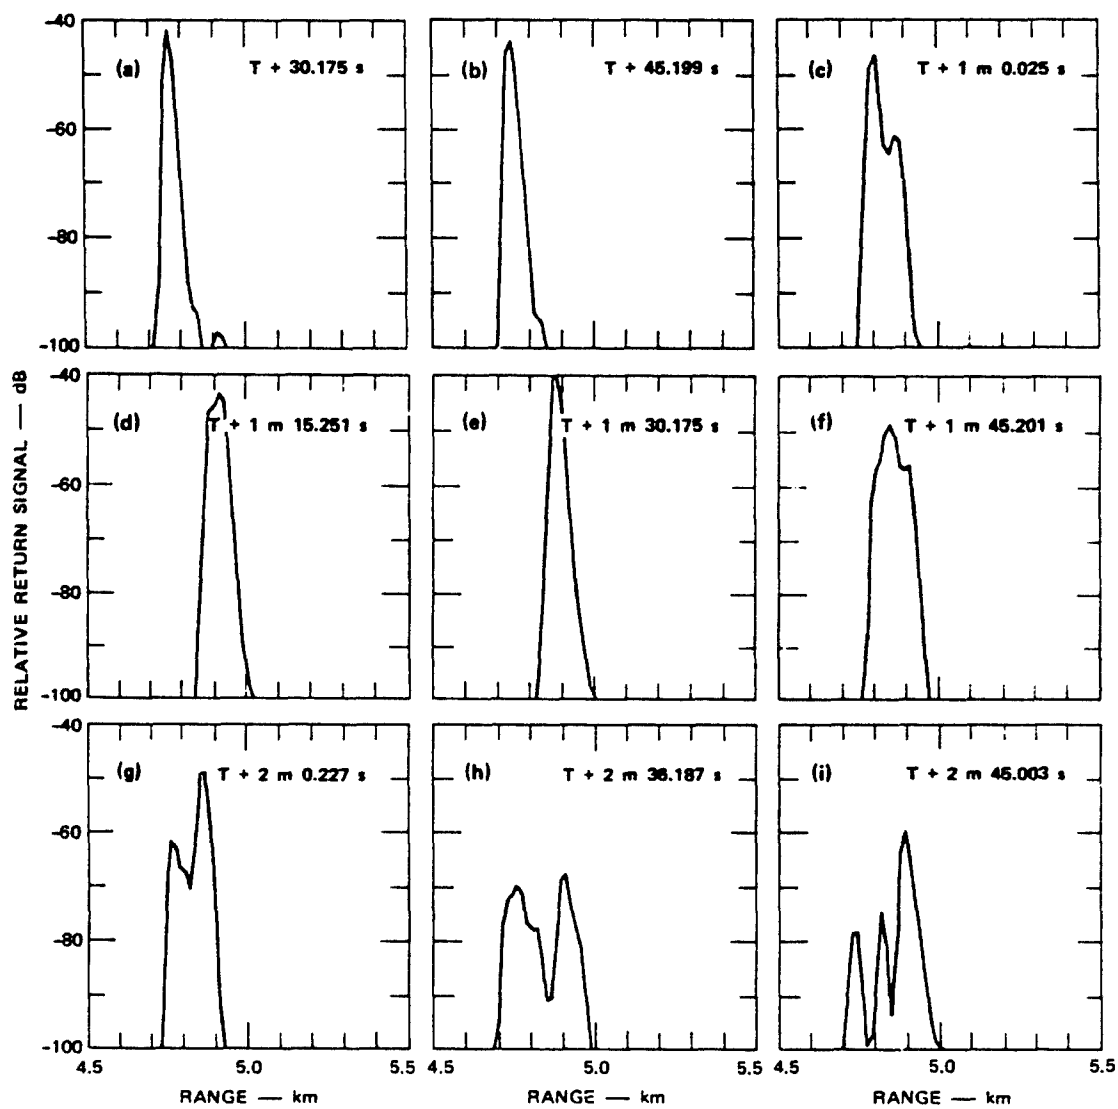 -40
(a) T + 30.175 s
(b) T + 45.199 s
(c) T + 1 m 0.025 s
-60
-80
-100
-40
(d) T + 1 m 15.251 s
(e) T + 1 m 30.175 s
(f) T + 1 m 45.201 s
-60
-80
-100
RELATIVE RETURN SIGNAL — dB
-40
(g) T + 2 m 0.227 s
(h) T + 2 m 36.187 s
(i) T + 2 m 45.003 s
-60
-80
-100
4.5 5.0 5.5
4.5 5.0 5.5
4.5 5.0 5.5
RANGE — km
RANGE — km
RANGE — km